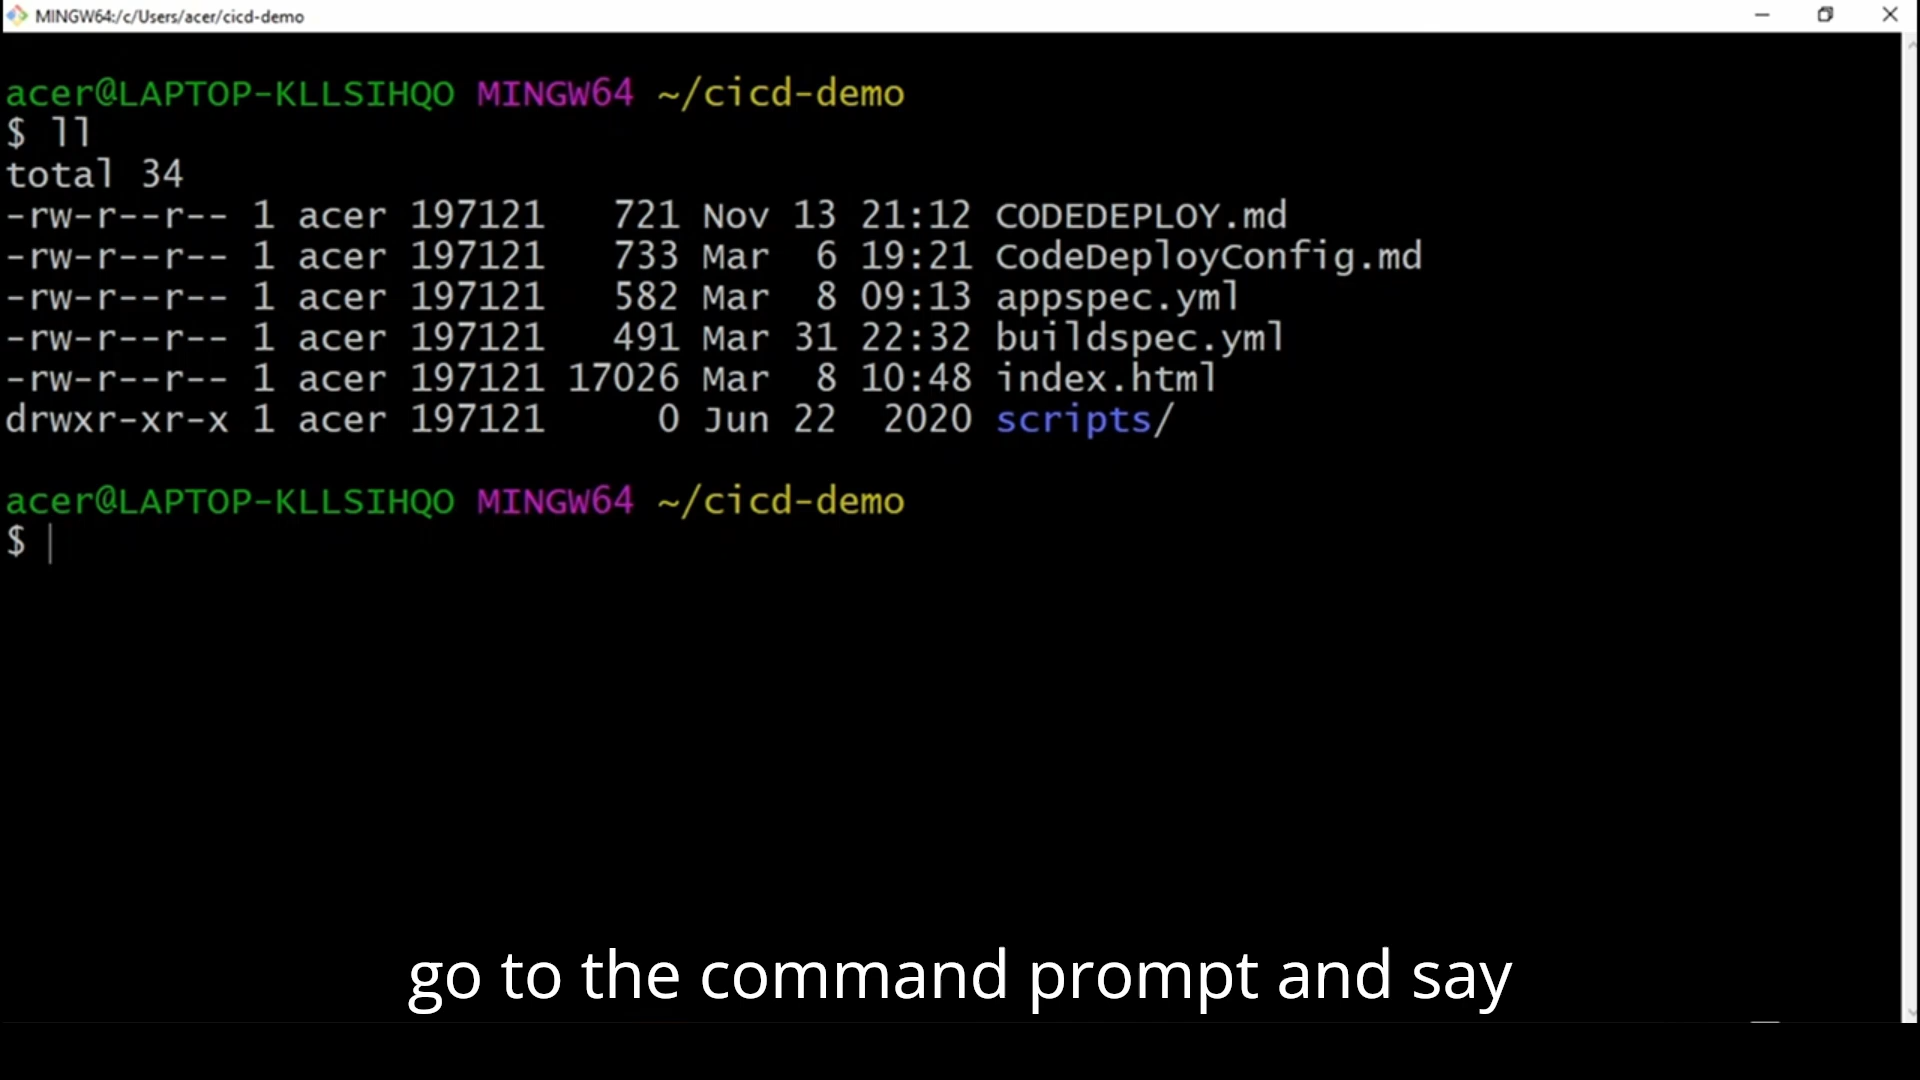 MINGW64:/c/Users/acer/cicd-demo
acer@LAPTOP-KLLSIHQO MINGW64 ~/cicd-demo
$ ll
total 34
-rw-r--r-- 1 acer 197121   721 Nov 13 21:12 CODEDEPLOY.md
-rw-r--r-- 1 acer 197121   733 Mar  6 19:21 CodeDeployConfig.md
-rw-r--r-- 1 acer 197121   582 Mar  8 09:13 appspec.yml
-rw-r--r-- 1 acer 197121   491 Mar 31 22:32 buildspec.yml
-rw-r--r-- 1 acer 197121 17026 Mar  8 10:48 index.html
drwxr-xr-x 1 acer 197121     0 Jun 22  2020 scripts/
acer@LAPTOP-KLLSIHQO MINGW64 ~/cicd-demo
$
go to the command prompt and say